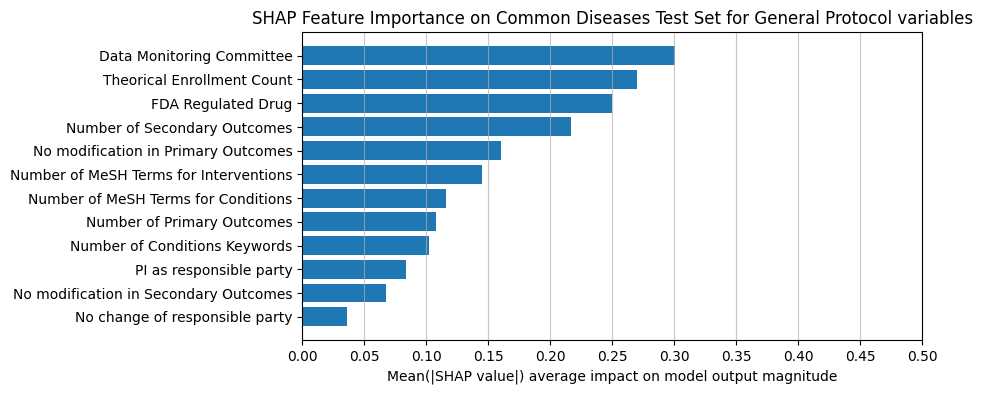 SHAP Feature Importance on Common Diseases Test Set for General Protocol variables
Data Monitoring Committee
Theorical Enrollment Count
FDA Regulated Drug
Number of Secondary Outcomes
No modification in Primary Outcomes
Number of MeSH Terms for Interventions
Number of MeSH Terms for Conditions
Number of Primary Outcomes
Number of Conditions Keywords
PI as responsible party
No modification in Secondary Outcomes
No change of responsible party
0.00 0.05 0.10 0.15 0.20 0.25 0.30 0.35 0.40 0.45 0.50
Mean(|SHAP value|) average impact on model output magnitude